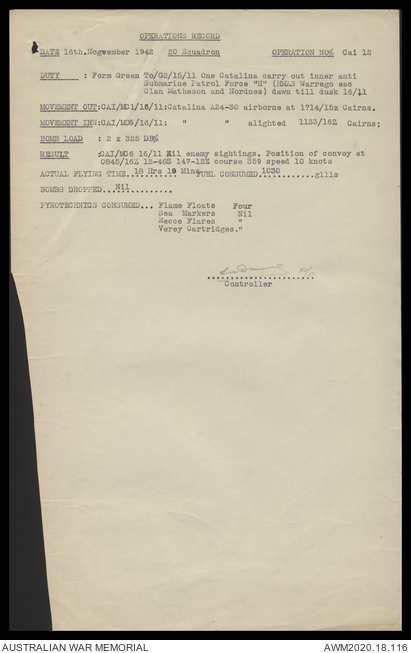 OPERATIONS RECORD
DATE 16th.Nogvember 1942 20 Squadron OPERATION NO% Cai 12
DUTY : Form Green To/G2/15/11 One Catalina carry out inner anti
Submarine Patrol Force "H" (HMAS Warrego esc
Clan Matheson and Nordnes) dawn till dusk 16/11
MOVEMENT OUT:CAI/MO1/15/11:Catalina A24-30 airborne at 1714/15z Cairns.
MOVEMENT INN:CAI/MO5/16/11: " " alighted 1133/16Z Cairns;
BOMB LOAD : 2 x 325 DB%
RESULT :CAI/MO6 16/11 Nil enemy sightings. Position of convoy at
0845/16Z 12-46S 147-12E course 359 speed 10 knots
ACTUAL FLYING TIME..18 Hrs 19 Mins.. FUEL CONSUMED.1030.............gllis
BOMBS DROPPED...Nil..............
PYROTECHNICS CONSUMED... Flame Floats Four
Sea Markers Nil
Recce Flares "
Verey Cartridges."
Controller
AUSTRALIAN WAR MEMORIAL AWM2020.18.116